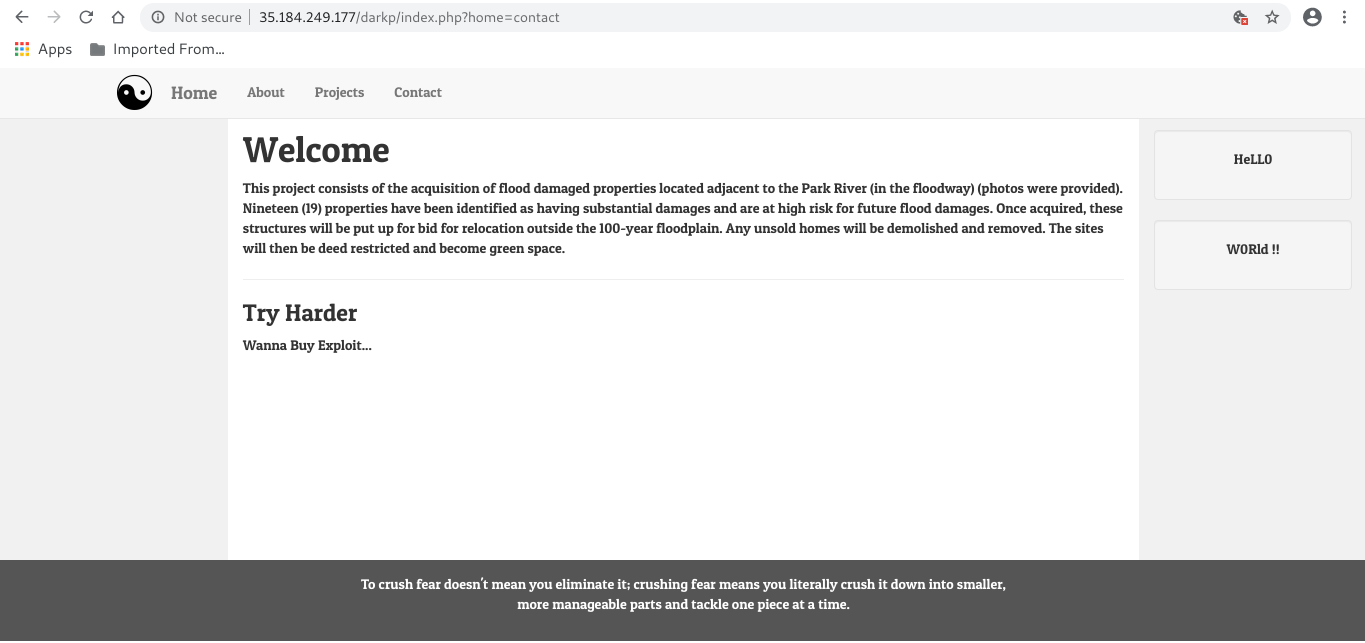 Not secure
35.184.249.177/darkp/index.php?home=contact
Apps
Imported From...
Home
About
Projects
Contact
Welcome
This project consists of the acquisition of flood damaged properties located adjacent to the Park River (in the floodway) (photos were provided).
Nineteen (19) properties have been identified as having substantial damages and are at high risk for future flood damages. Once acquired, these
structures will be put up for bid for relocation outside the 100-year floodplain. Any unsold homes will be demolished and removed. The sites
will then be deed restricted and become green space.
Try Harder
Wanna Buy Exploit...
HeLL0
W0Rld !!
To crush fear doesn't mean you eliminate it; crushing fear means you literally crush it down into smaller,
more manageable parts and tackle one piece at a time.